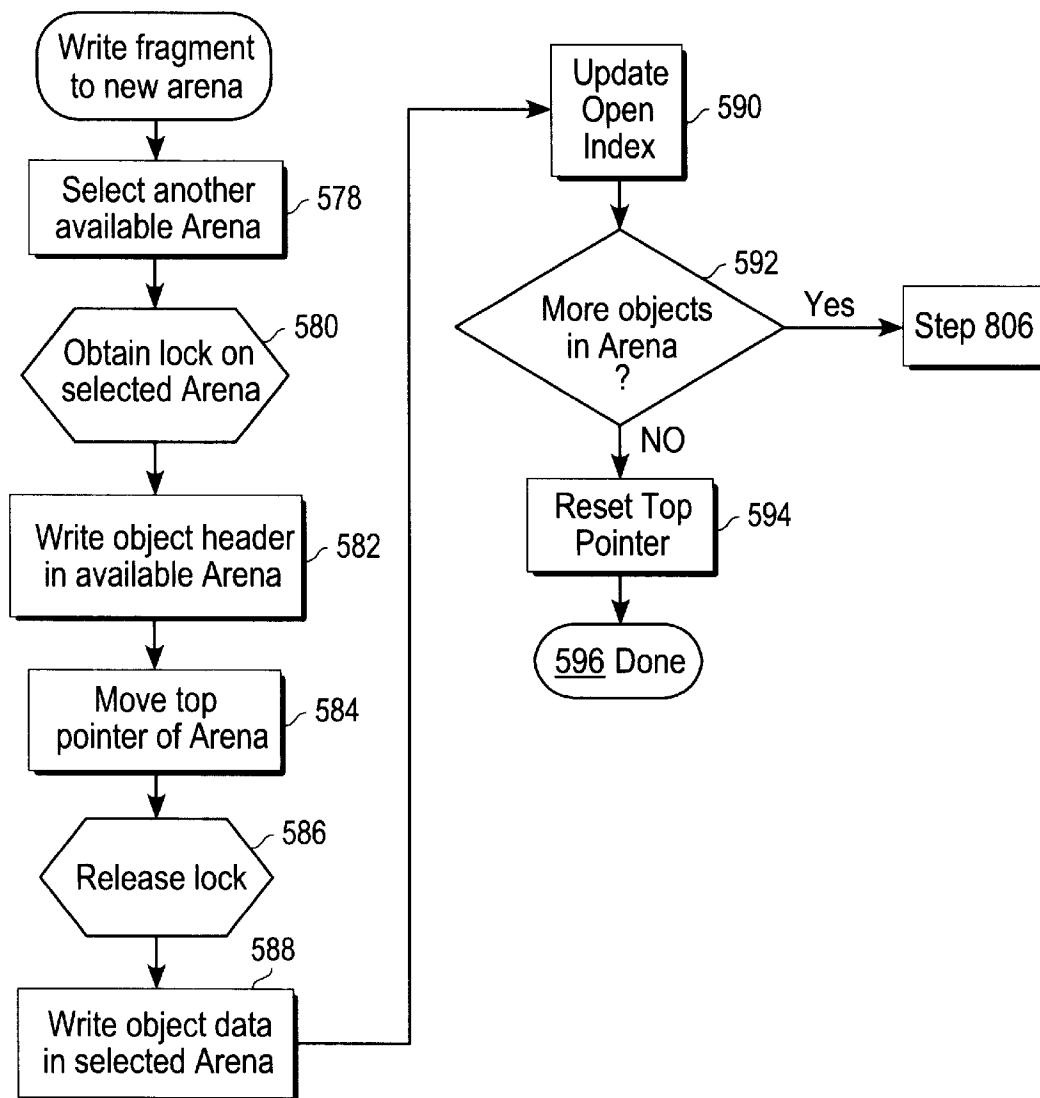 Write fragment
to new arena
Select another
available Arena
578
Obtain lock on
selected Arena
580
Write object header
in available Arena
582
Move top
pointer of Arena
584
Release lock
586
588
Write object data
in selected Arena
Update
Open
Index
590
592
More objects
in Arena
?
Yes
Step 806
NO
Reset Top
Pointer
594
596 Done